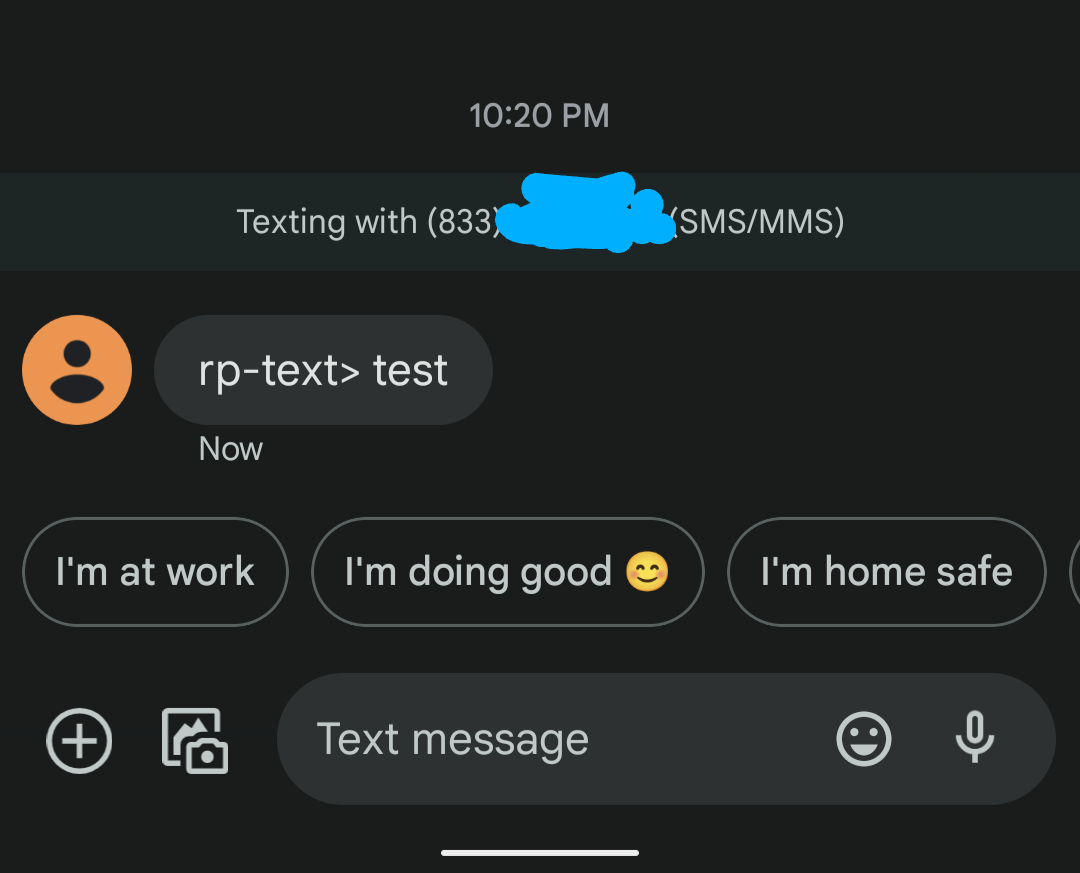 10:20 PM
Texting with (833) (SMS/MMS)
rp-text> test
Now
I'm at work
I'm doing good 😊
I'm home safe
Text message